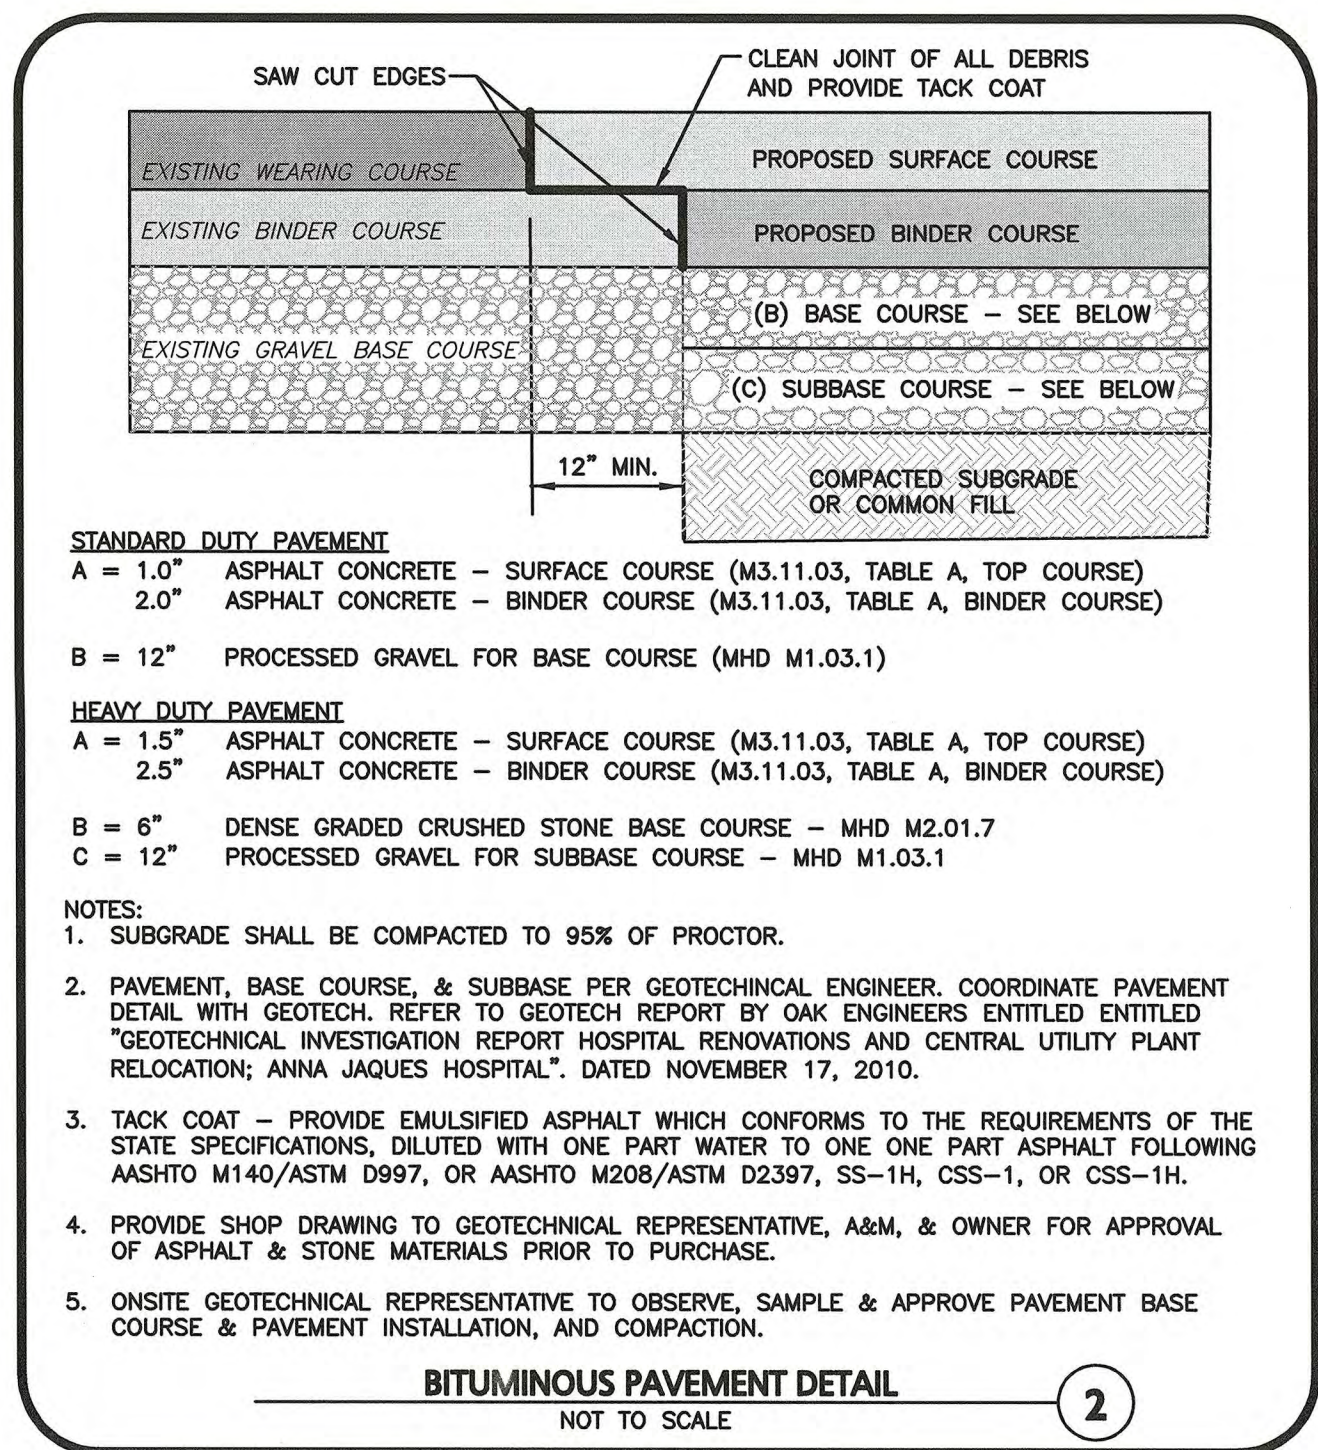 SAW CUT EDGES
CLEAN JOINT OF ALL DEBRIS
AND PROVIDE TACK COAT
EXISTING WEARING COURSE
PROPOSED SURFACE COURSE
EXISTING BINDER COURSE
PROPOSED BINDER COURSE
(B) BASE COURSE – SEE BELOW
EXISTING GRAVEL BASE COURSE
(C) SUBBASE COURSE – SEE BELOW
12" MIN.
COMPACTED SUBGRADE
OR COMMON FILL
STANDARD DUTY PAVEMENT
A = 1.0" ASPHALT CONCRETE – SURFACE COURSE (M3.11.03, TABLE A, TOP COURSE)
2.0" ASPHALT CONCRETE – BINDER COURSE (M3.11.03, TABLE A, BINDER COURSE)
B = 12" PROCESSED GRAVEL FOR BASE COURSE (MHD M1.03.1)
HEAVY DUTY PAVEMENT
A = 1.5" ASPHALT CONCRETE – SURFACE COURSE (M3.11.03, TABLE A, TOP COURSE)
2.5" ASPHALT CONCRETE – BINDER COURSE (M3.11.03, TABLE A, BINDER COURSE)
B = 6" DENSE GRADED CRUSHED STONE BASE COURSE – MHD M2.01.7
C = 12" PROCESSED GRAVEL FOR SUBBASE COURSE – MHD M1.03.1
NOTES:
1. SUBGRADE SHALL BE COMPACTED TO 95% OF PROCTOR.
2. PAVEMENT, BASE COURSE, & SUBBASE PER GEOTECHINCAL ENGINEER. COORDINATE PAVEMENT
DETAIL WITH GEOTECH. REFER TO GEOTECH REPORT BY OAK ENGINEERS ENTITLED ENTITLED
"GEOTECHNICAL INVESTIGATION REPORT HOSPITAL RENOVATIONS AND CENTRAL UTILITY PLANT
RELOCATION; ANNA JAQUES HOSPITAL". DATED NOVEMBER 17, 2010.
3. TACK COAT – PROVIDE EMULSIFIED ASPHALT WHICH CONFORMS TO THE REQUIREMENTS OF THE
STATE SPECIFICATIONS, DILUTED WITH ONE PART WATER TO ONE ONE PART ASPHALT FOLLOWING
AASHTO M140/ASTM D997, OR AASHTO M208/ASTM D2397, SS–1H, CSS–1, OR CSS–1H.
4. PROVIDE SHOP DRAWING TO GEOTECHNICAL REPRESENTATIVE, A&M, & OWNER FOR APPROVAL
OF ASPHALT & STONE MATERIALS PRIOR TO PURCHASE.
5. ONSITE GEOTECHNICAL REPRESENTATIVE TO OBSERVE, SAMPLE & APPROVE PAVEMENT BASE
COURSE & PAVEMENT INSTALLATION, AND COMPACTION.
BITUMINOUS PAVEMENT DETAIL
2
NOT TO SCALE